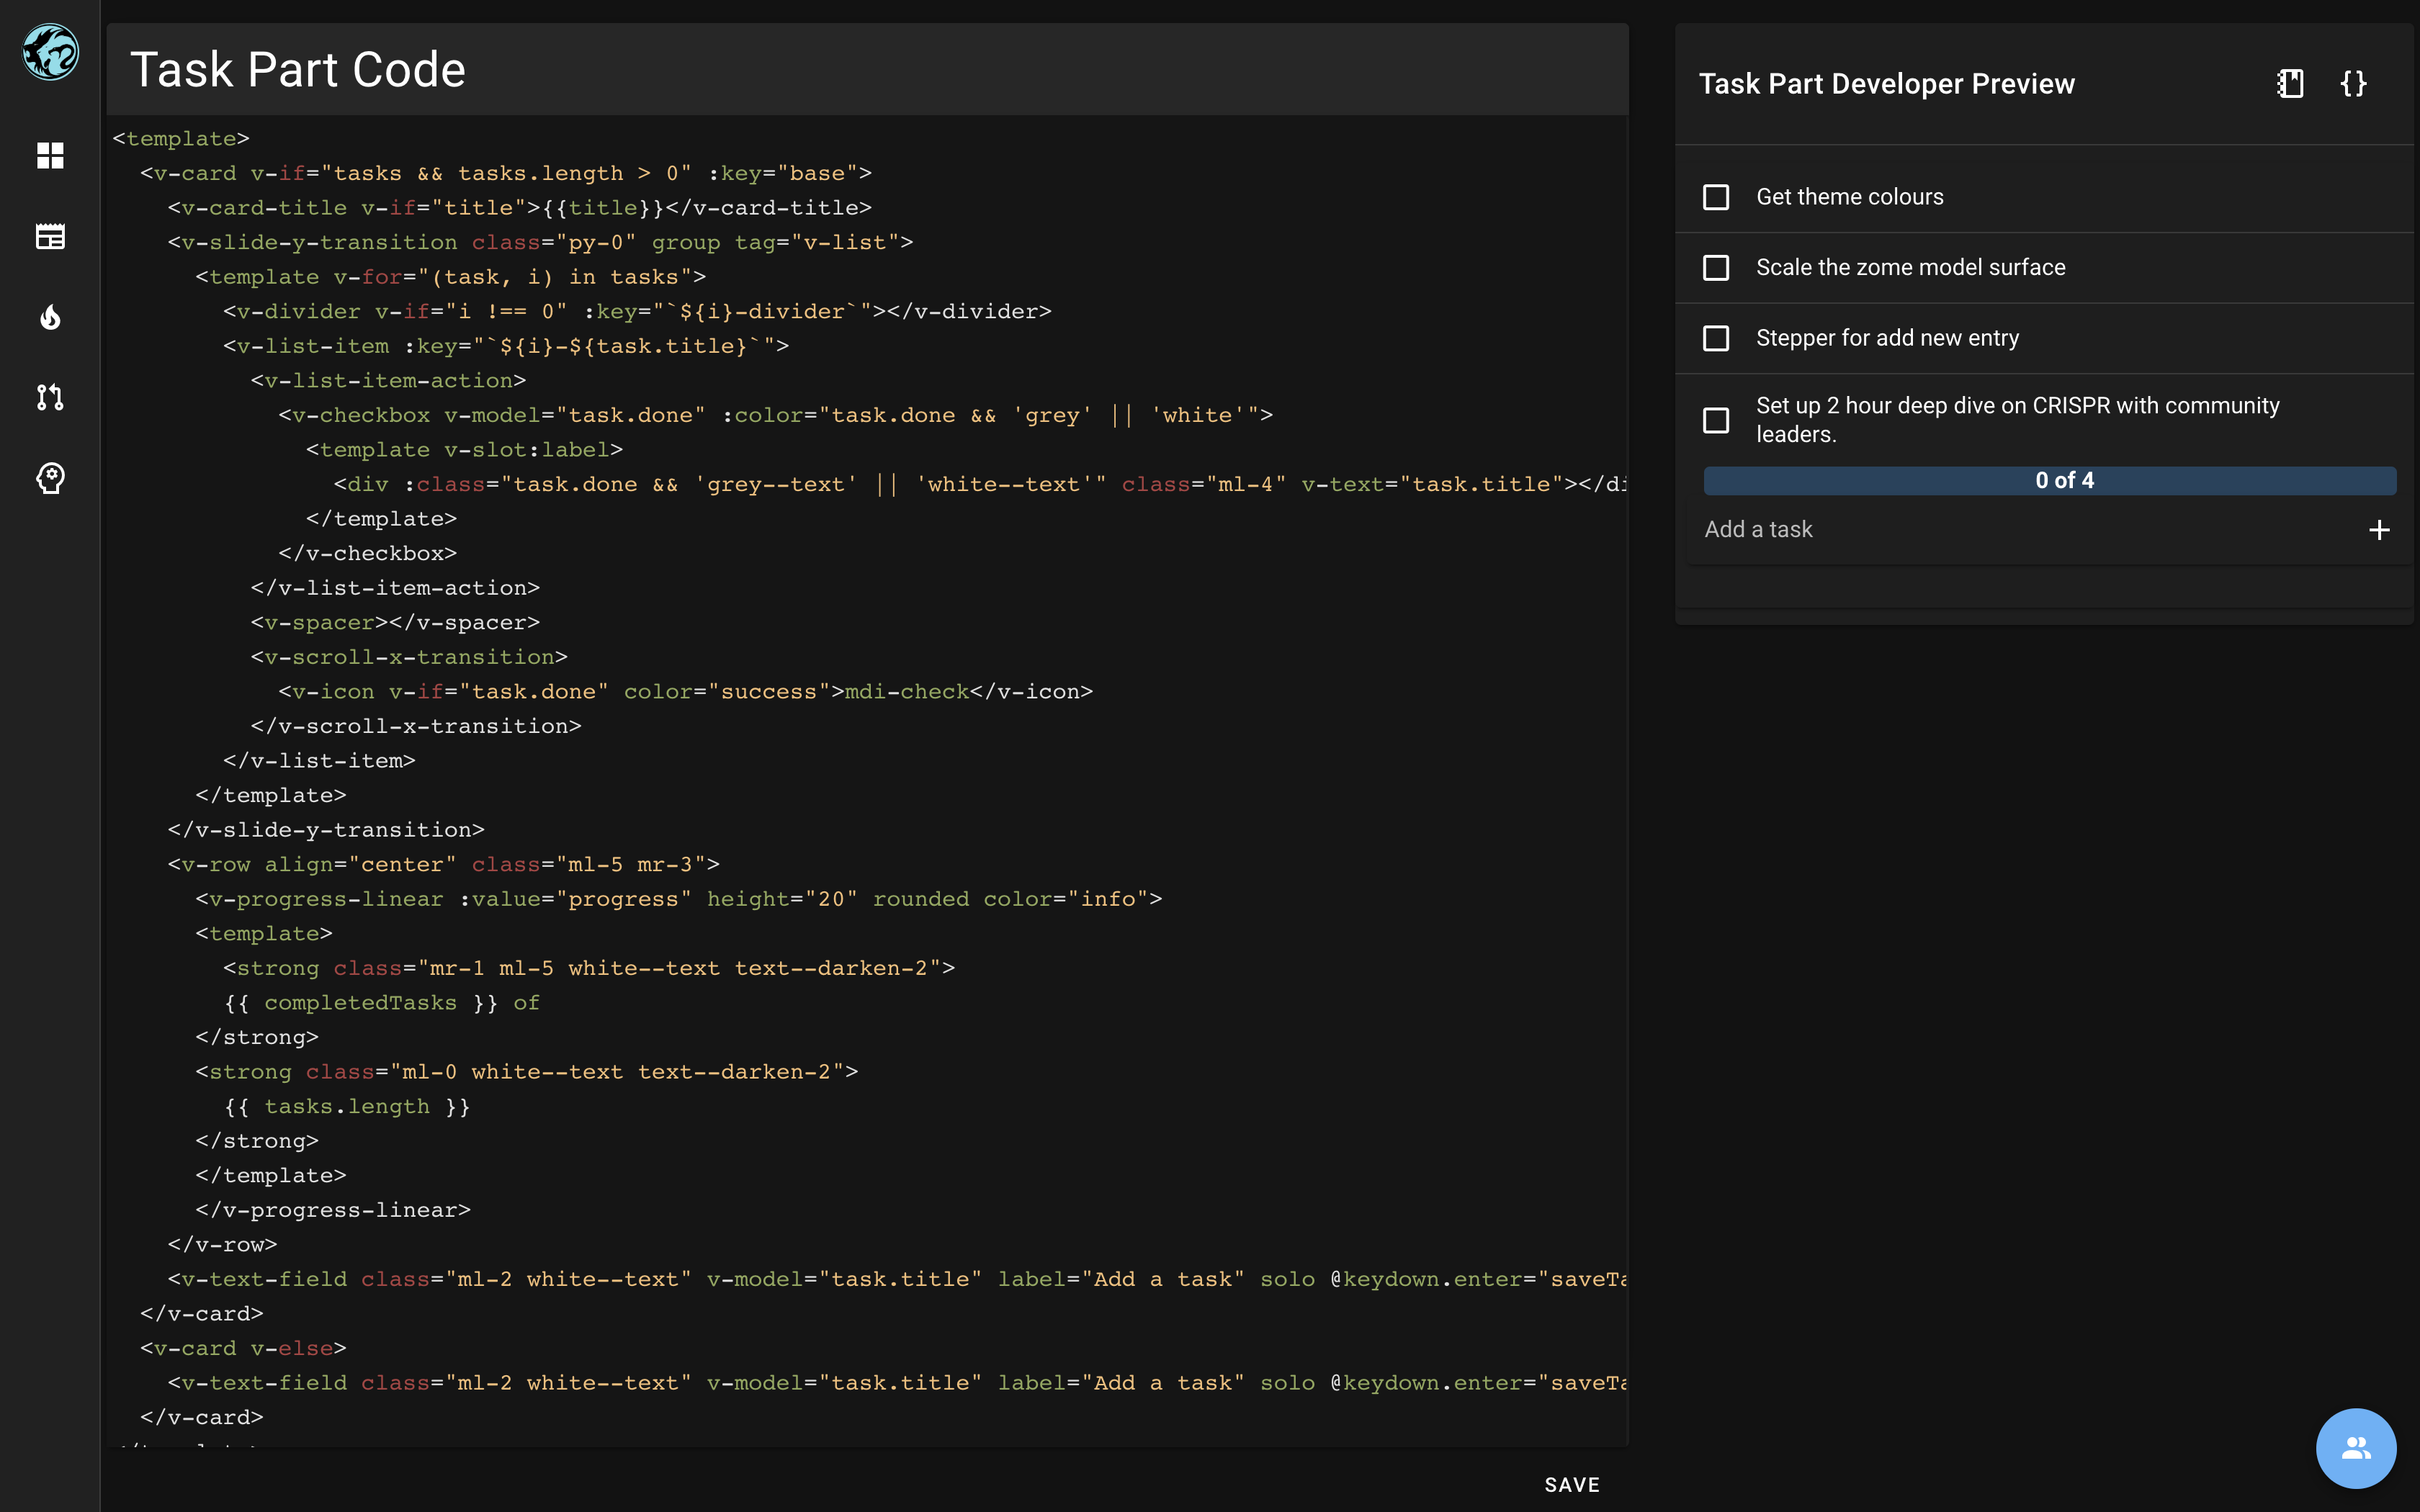 Task Part Code
<template>
<v-card v-if="tasks && tasks.length > 0" :key="base">
<v-card-title v-if="title">{{title}}</v-card-title>
<v-slide-y-transition class="py-0" group tag="v-list">
<template v-for="(task, i) in tasks">
<v-divider v-if="i !== 0" :key="`${i}-divider`"></v-divider>
<v-list-item :key="`${i}-${task.title}`">
<v-list-item-action>
<v-checkbox v-model="task.done" :color="task.done && 'grey' || 'white'">
<template v-slot:label>
<div :class="task.done && 'grey--text' || 'white--text'" class="ml-4" v-text="task.title"></di
</template>
</v-checkbox>
</v-list-item-action>
<v-spacer></v-spacer>
<v-scroll-x-transition>
<v-icon v-if="task.done" color="success">mdi-check</v-icon>
</v-scroll-x-transition>
</v-list-item>
</template>
</v-slide-y-transition>
<v-row align="center" class="ml-5 mr-3">
<v-progress-linear :value="progress" height="20" rounded color="info">
<template>
<strong class="mr-1 ml-5 white--text text--darken-2">
{{ completedTasks }} of
</strong>
<strong class="ml-0 white--text text--darken-2">
{{ tasks.length }}
</strong>
</template>
</v-progress-linear>
</v-row>
<v-text-field class="ml-2 white--text" v-model="task.title" label="Add a task" solo @keydown.enter="saveTa
</v-card>
<v-card v-else>
<v-text-field class="ml-2 white--text" v-model="task.title" label="Add a task" solo @keydown.enter="saveTa
</v-card>
SAVE
Task Part Developer Preview
{}
Get theme colours
Scale the zome model surface
Stepper for add new entry
Set up 2 hour deep dive on CRISPR with community
leaders.
0 of 4
Add a task